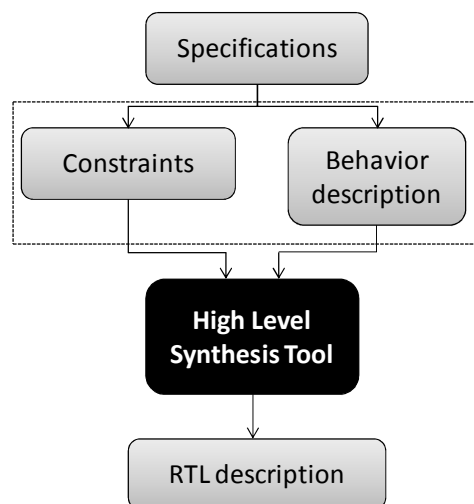 Specifications
Constraints
Behavior
description
High Level
Synthesis Tool
RTL description